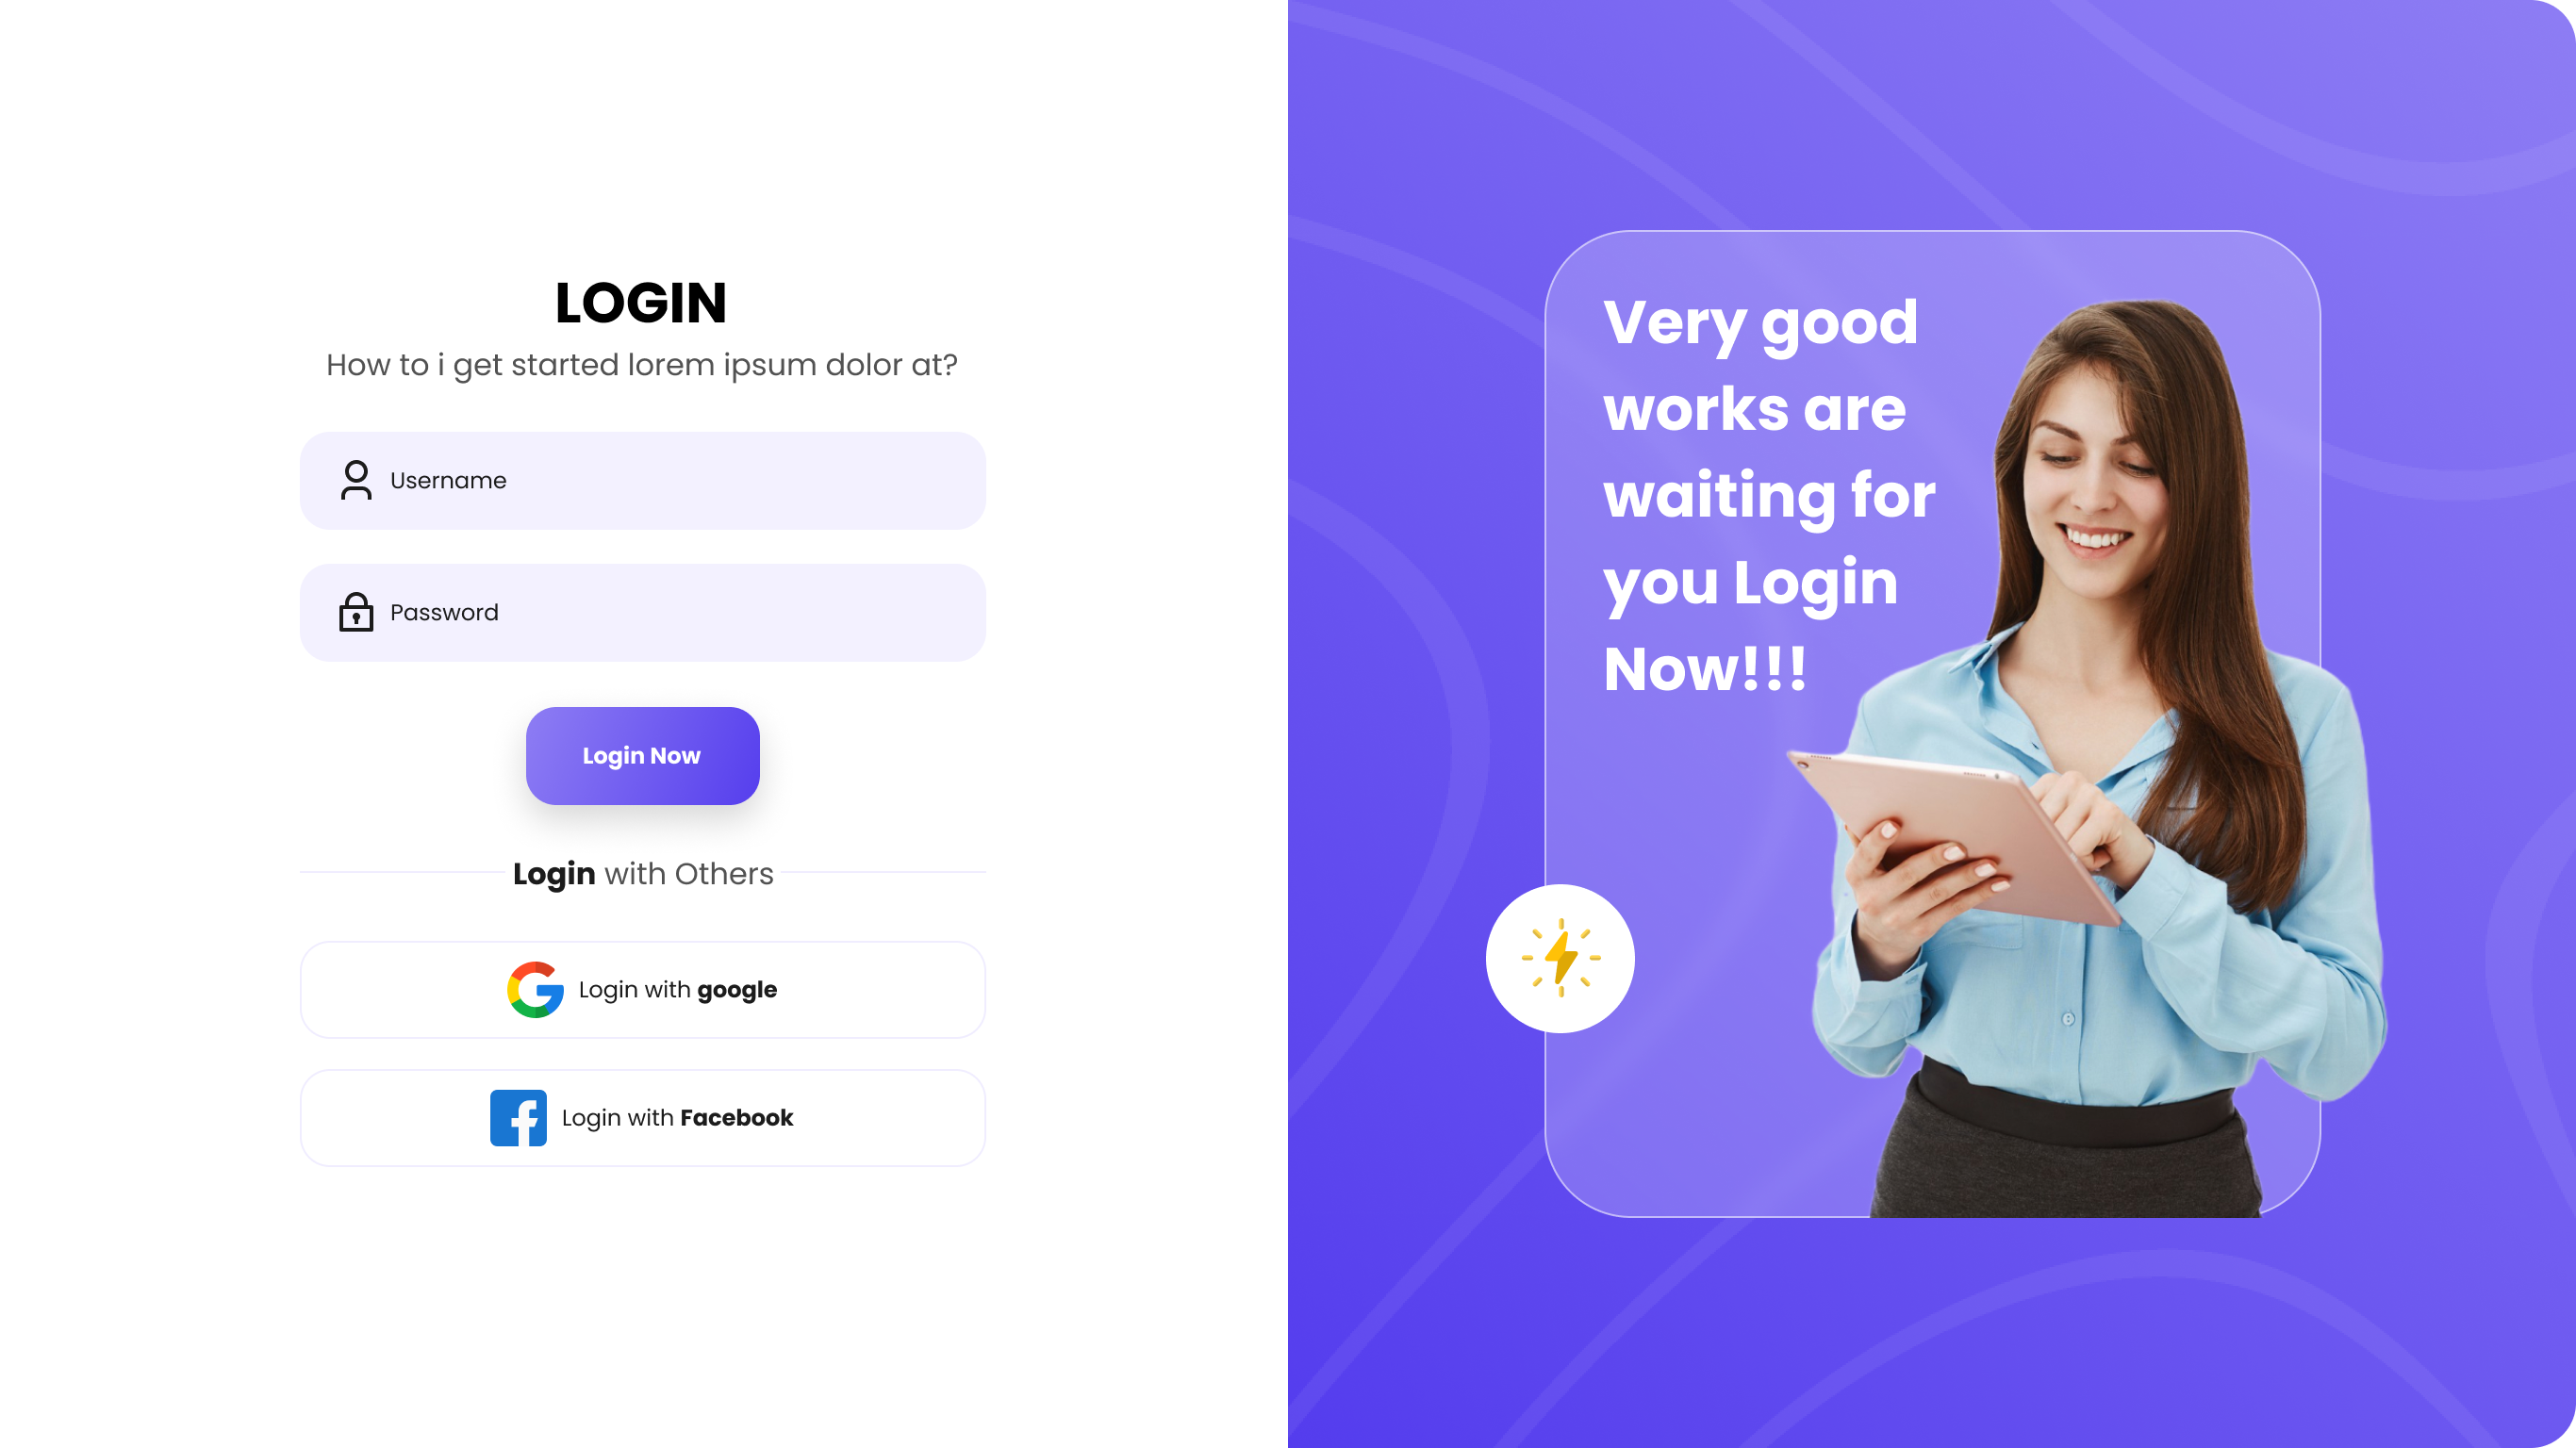 LOGIN
How to i get started lorem ipsum dolor at?
Username
Password
Login Now
Login with Others
Login with google
Login with Facebook
Very good
works are
waiting for
you Login
Now!!!